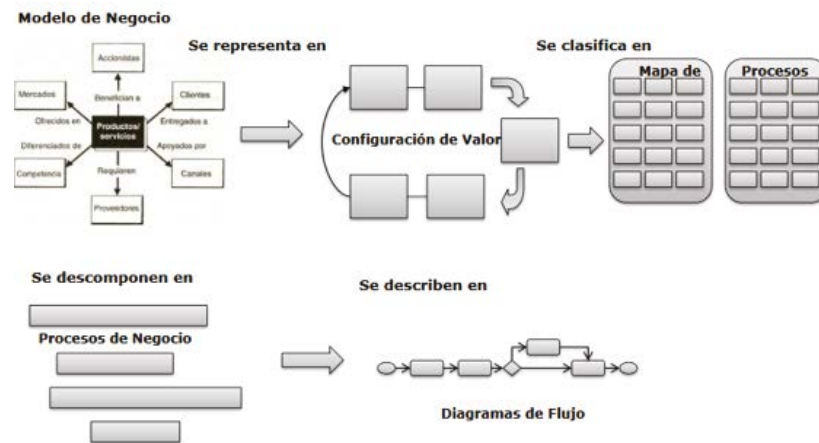 Modelo de Negocio
Se representa en
Se clasifica en
Accionistas
Mercados
Benefician a
Clientes
Ofrecidos en
Productos/
servicios
Entregados a
Diferenciados de
Apoyados por
Competencia
Requieren
Canales
Proveedores
Configuración de Valor
Mapa de
Procesos
Se descomponen en
Procesos de Negocio
Se describen en
Diagramas de Flujo